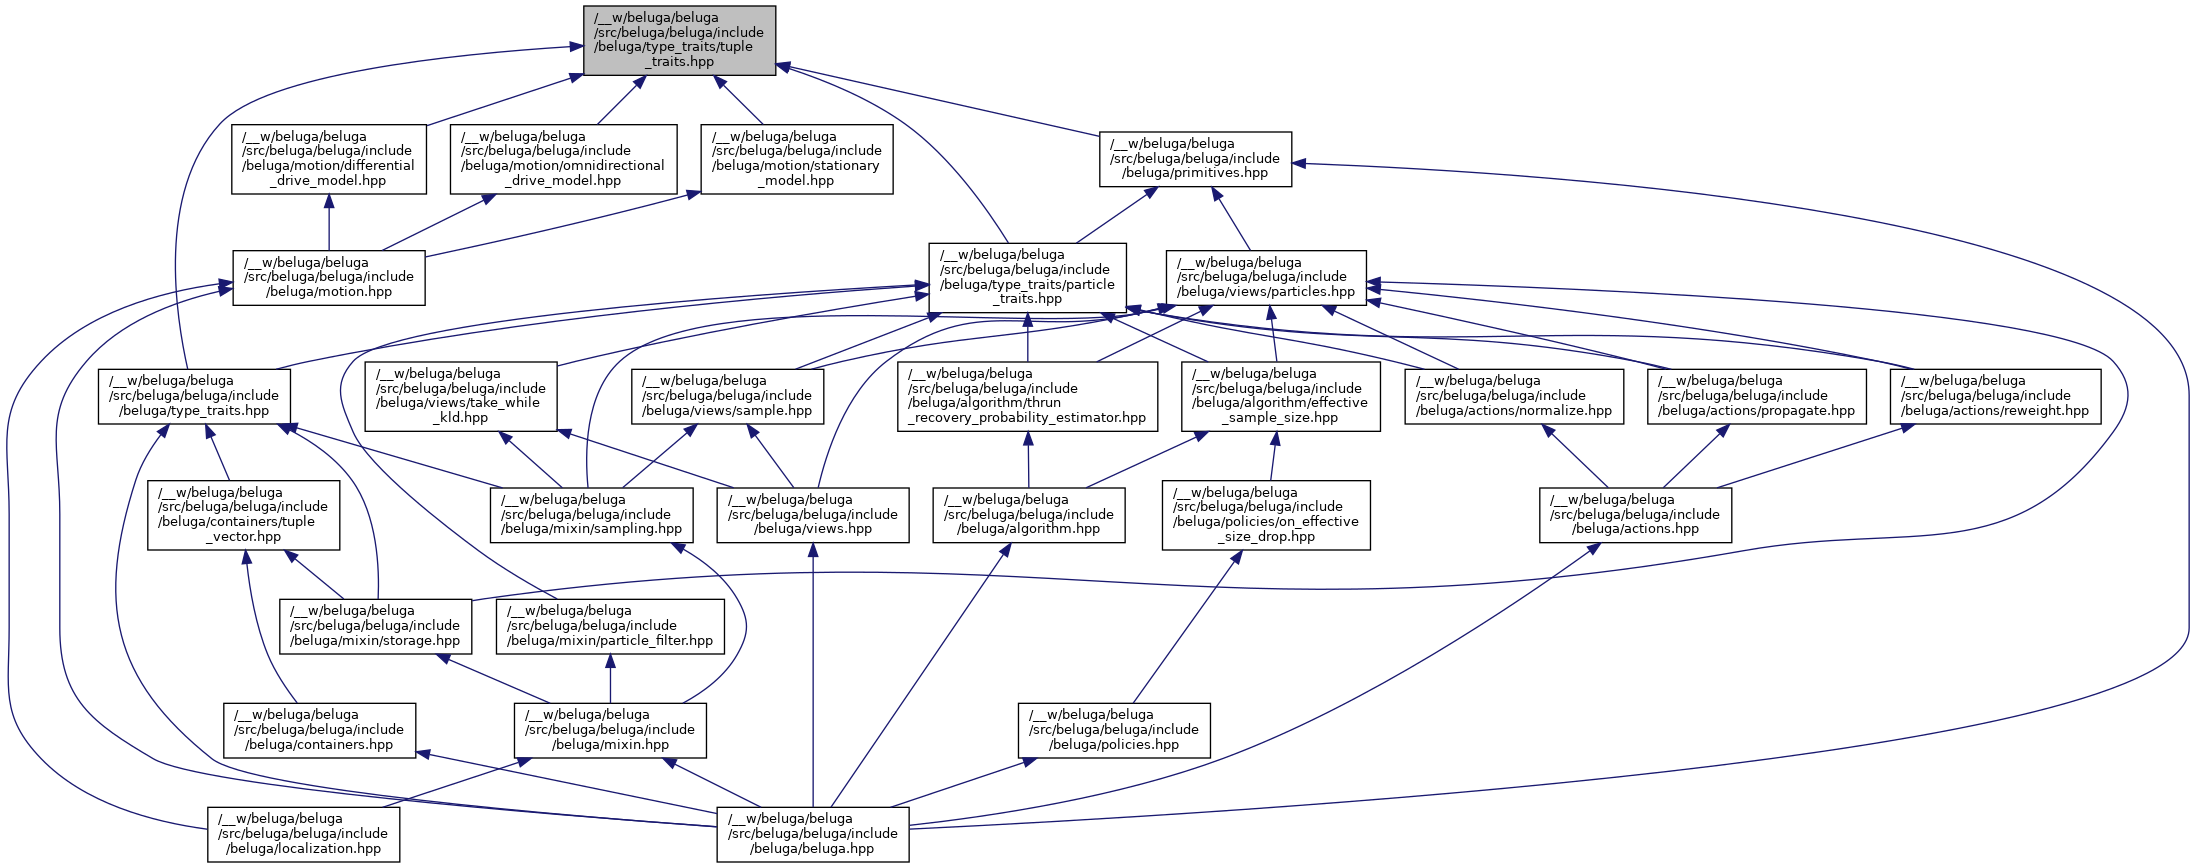 /__w/beluga/beluga
/src/beluga/beluga/include
/beluga/type_traits/tuple
_traits.hpp
/__w/beluga/beluga
/src/beluga/beluga/include
/beluga/motion/differential
_drive_model.hpp
/__w/beluga/beluga
/src/beluga/beluga/include
/beluga/motion/omnidirectional
_drive_model.hpp
/__w/beluga/beluga
/src/beluga/beluga/include
/beluga/motion/stationary
_model.hpp
/__w/beluga/beluga
/src/beluga/beluga/include
/beluga/primitives.hpp
/__w/beluga/beluga
/src/beluga/beluga/include
/beluga/motion.hpp
/__w/beluga/beluga
/src/beluga/beluga/include
/beluga/type_traits/particle
_traits.hpp
/__w/beluga/beluga
/src/beluga/beluga/include
/beluga/views/particles.hpp
/__w/beluga/beluga
/src/beluga/beluga/include
/beluga/type_traits.hpp
/__w/beluga/beluga
/src/beluga/beluga/include
/beluga/views/take_while
_kld.hpp
/__w/beluga/beluga
/src/beluga/beluga/include
/beluga/views/sample.hpp
/__w/beluga/beluga
/src/beluga/beluga/include
/beluga/algorithm/thrun
_recovery_probability_estimator.hpp
/__w/beluga/beluga
/src/beluga/beluga/include
/beluga/algorithm/effective
_sample_size.hpp
/__w/beluga/beluga
/src/beluga/beluga/include
/beluga/actions/normalize.hpp
/__w/beluga/beluga
/src/beluga/beluga/include
/beluga/actions/propagate.hpp
/__w/beluga/beluga
/src/beluga/beluga/include
/beluga/actions/reweight.hpp
/__w/beluga/beluga
/src/beluga/beluga/include
/beluga/containers/tuple
_vector.hpp
/__w/beluga/beluga
/src/beluga/beluga/include
/beluga/mixin/sampling.hpp
/__w/beluga/beluga
/src/beluga/beluga/include
/beluga/views.hpp
/__w/beluga/beluga
/src/beluga/beluga/include
/beluga/algorithm.hpp
/__w/beluga/beluga
/src/beluga/beluga/include
/beluga/policies/on_effective
_size_drop.hpp
/__w/beluga/beluga
/src/beluga/beluga/include
/beluga/actions.hpp
/__w/beluga/beluga
/src/beluga/beluga/include
/beluga/mixin/storage.hpp
/__w/beluga/beluga
/src/beluga/beluga/include
/beluga/mixin/particle_filter.hpp
/__w/beluga/beluga
/src/beluga/beluga/include
/beluga/containers.hpp
/__w/beluga/beluga
/src/beluga/beluga/include
/beluga/mixin.hpp
/__w/beluga/beluga
/src/beluga/beluga/include
/beluga/policies.hpp
/__w/beluga/beluga
/src/beluga/beluga/include
/beluga/localization.hpp
/__w/beluga/beluga
/src/beluga/beluga/include
/beluga/beluga.hpp